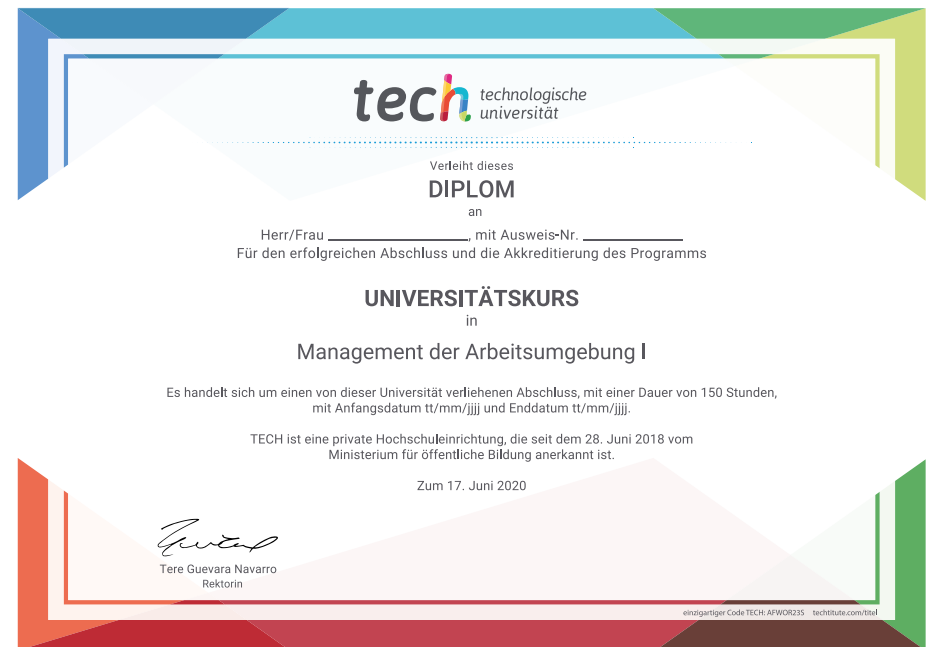 tech technologische
universität
Verleiht dieses
DIPLOM
an
Herr/Frau ________________, mit Ausweis-Nr. ____________
Für den erfolgreichen Abschluss und die Akkreditierung des Programms
UNIVERSITÄTSKURS
in
Management der Arbeitsumgebung I
Es handelt sich um einen von dieser Universität verliehenen Abschluss, mit einer Dauer von 150 Stunden,
mit Anfangsdatum tt/mm/jjjj und Enddatum tt/mm/jjjj.
TECH ist eine private Hochschuleinrichtung, die seit dem 28. Juni 2018 vom
Ministerium für öffentliche Bildung anerkannt ist.
Zum 17. Juni 2020
Tere Guevara Navarro
Rektorin
einzigartiger Code TECH: AFWOR23S techtitute.com/titel